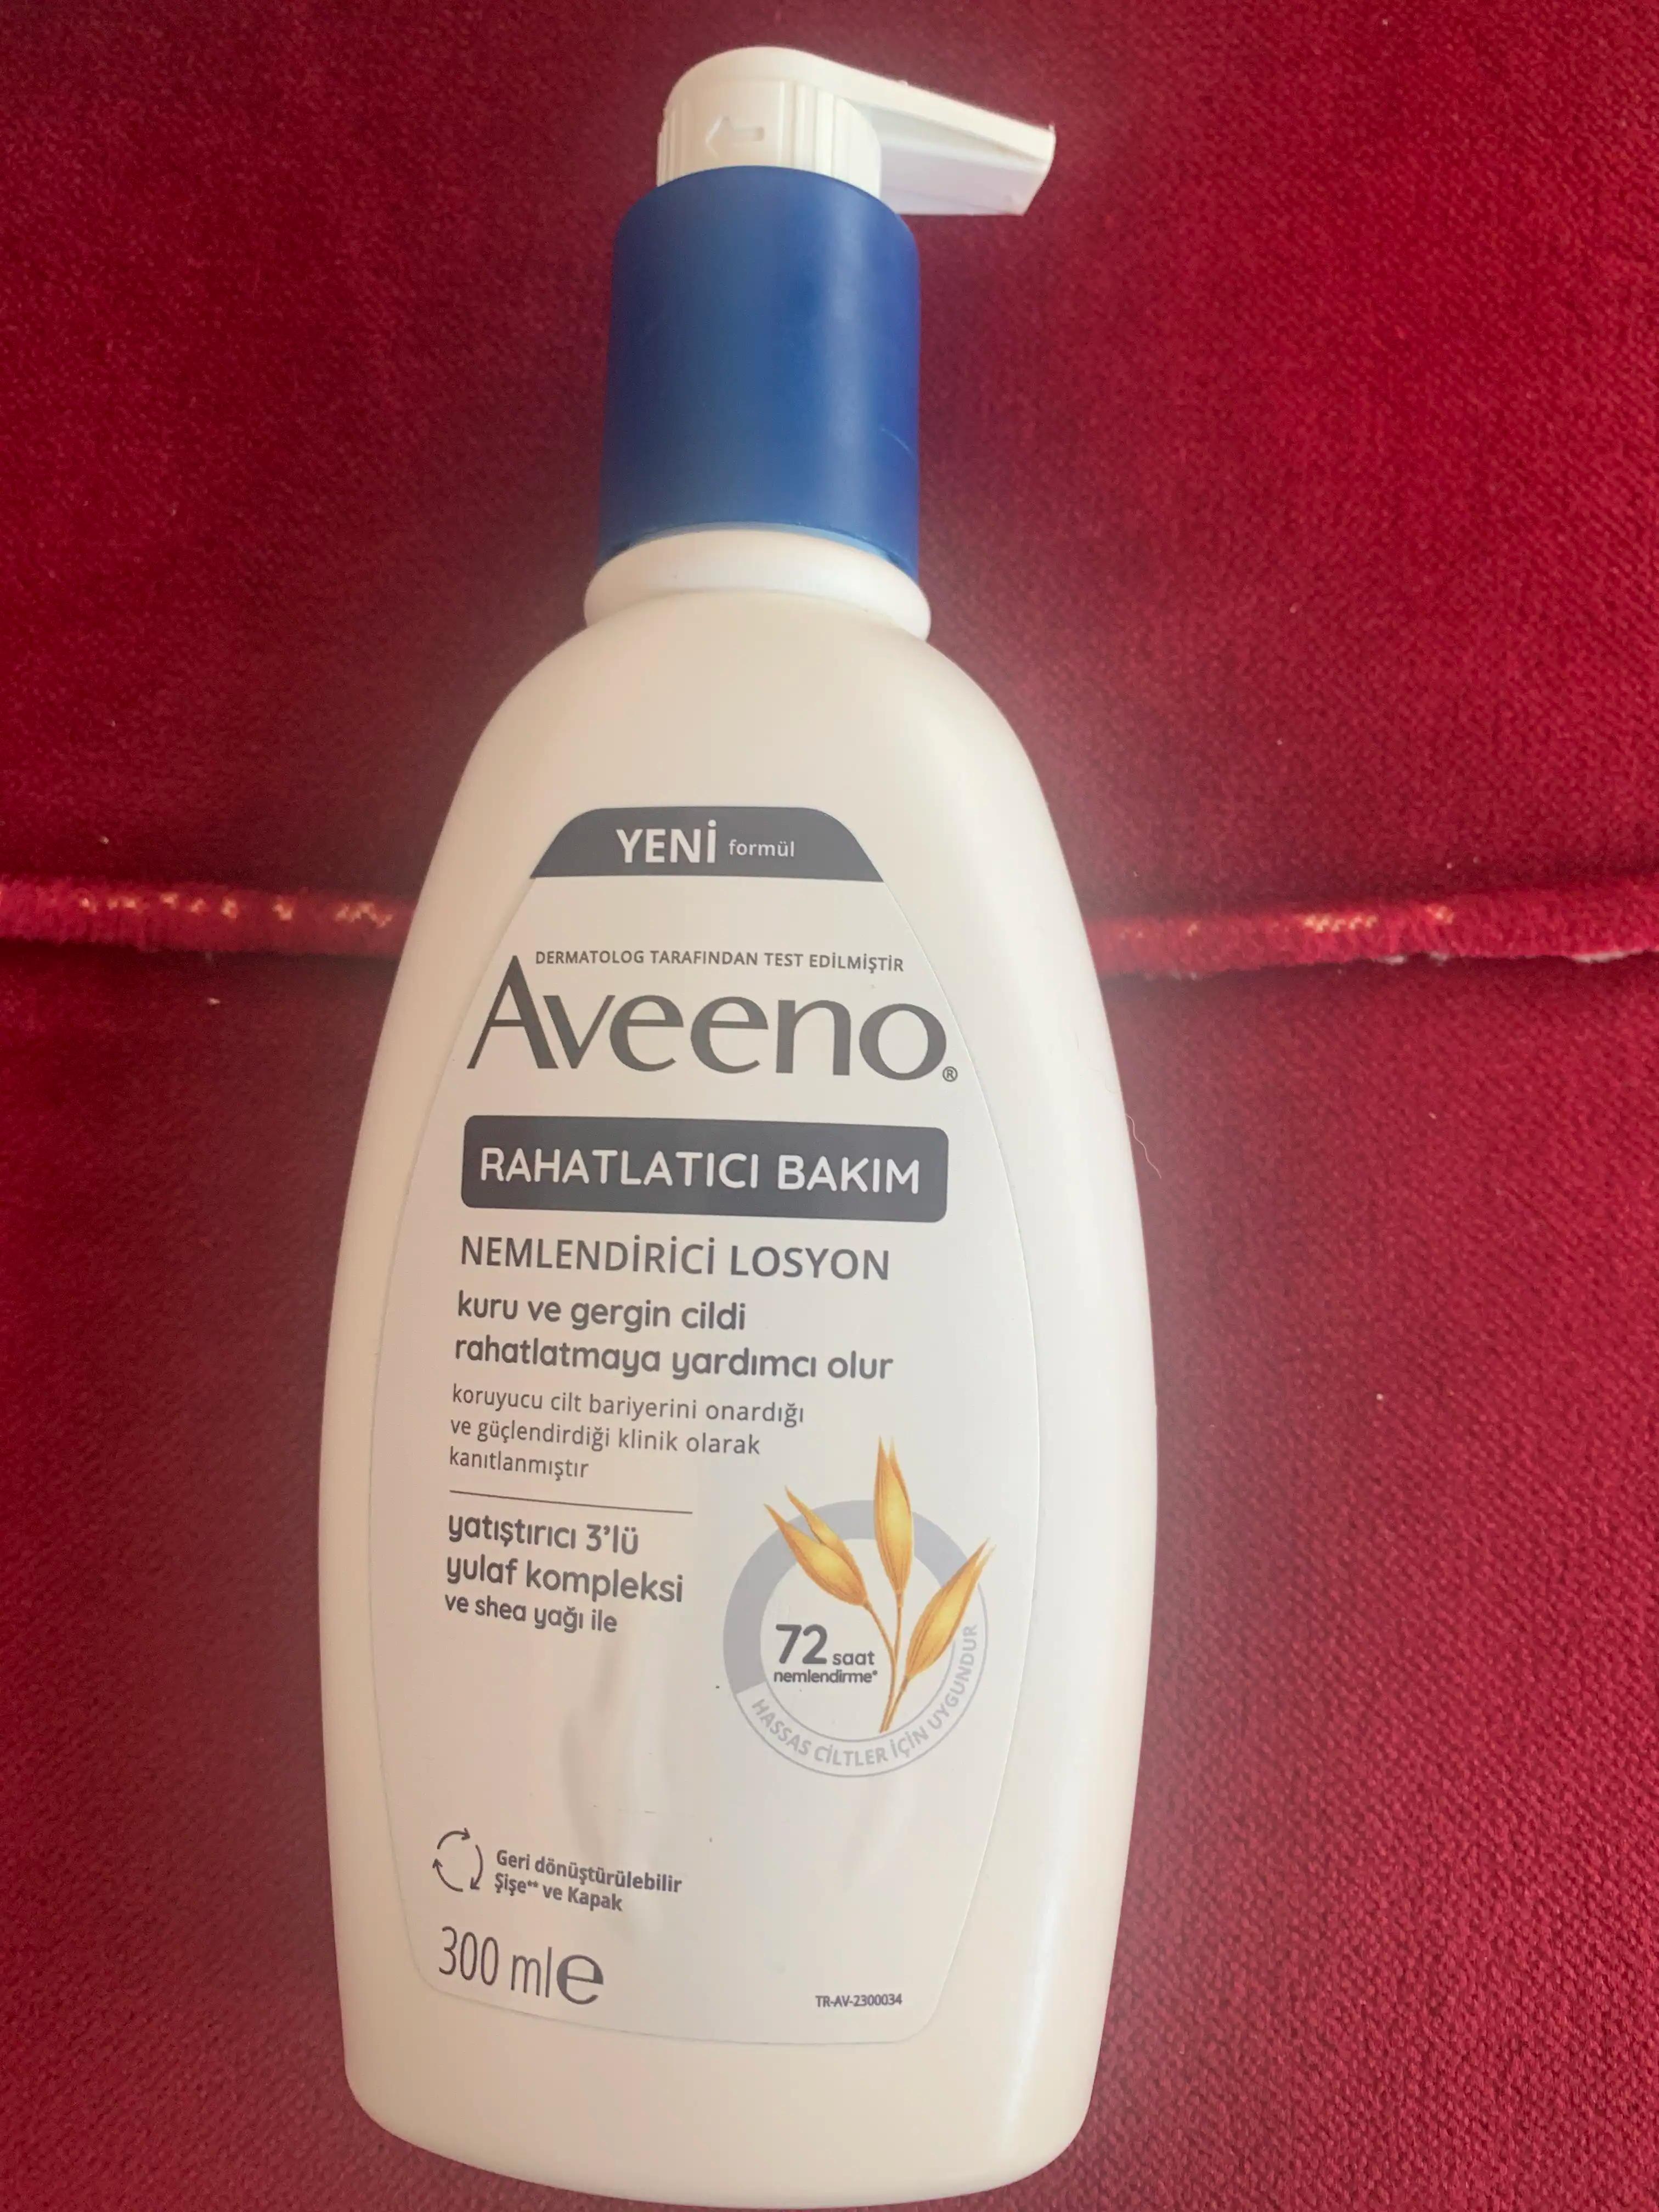 YENİ formül
DERMATOLOG TARAFINDAN TEST EDİLMİŞTİR
Aveeno®
RAHATLATICI BAKIM
NEMLENDİRİCİ LOSYON
kuru ve gergin cildi
rahatlatmaya yardımcı olur
koruyucu cilt bariyerini onardığı
ve güçlendirdiği klinik olarak
kanıtlanmıştır
yatıştırıcı 3'lü
yulaf kompleksi
ve shea yağı ile
72 saat
nemlendirme*
HASSAS CİLTLER İÇİN UYGUNDUR
Geri dönüştürülebilir
Şişe** ve Kapak
300 ml e
TR-AV-2300034